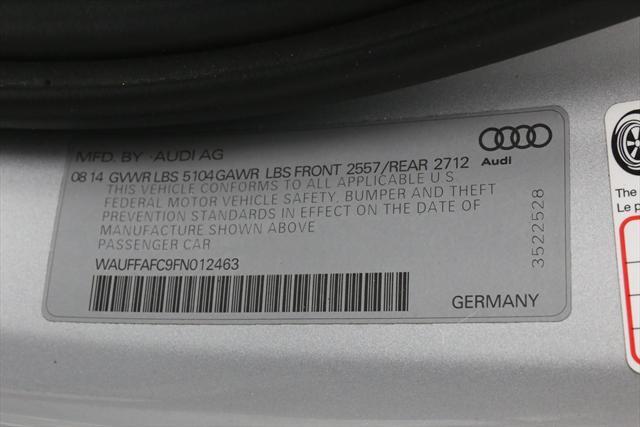 MFD. BY · AUDI AG
08 14 GVWR LBS 5104 GAWR LBS FRONT 2557/REAR 2712
Audi
THIS VEHICLE CONFORMS TO ALL APPLICABLE U.S
FEDERAL MOTOR VEHICLE SAFETY, BUMPER AND THEFT
PREVENTION STANDARDS IN EFFECT ON THE DATE OF
MANUFACTURE SHOWN ABOVE
PASSENGER CAR
WAUFFAFC9FN012463
GERMANY
3522528
The
Le p